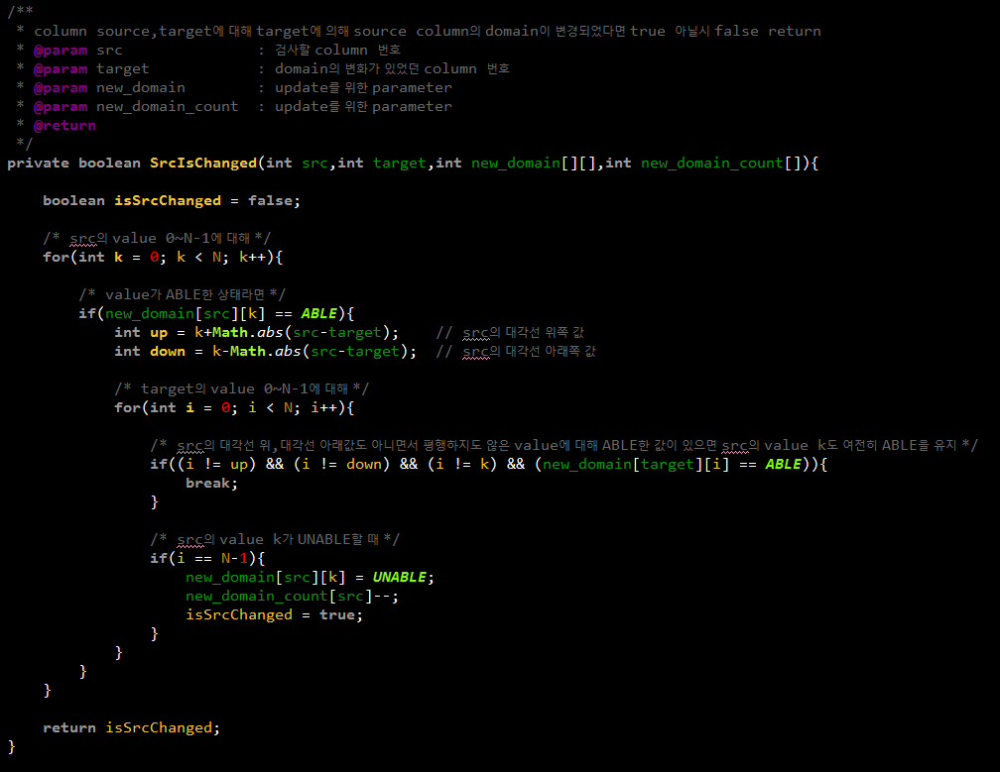 /**
 * column source,target에 대해 target에 의해 source column의 domain이 변경되었다면 true 아닐시 false return
 * @param src               : 검사할 column 번호
 * @param target            : domain의 변화가 있었던 column 번호
 * @param new_domain        : update를 위한 parameter
 * @param new_domain_count  : update를 위한 parameter
 * @return
 */
private boolean SrcIsChanged(int src,int target,int new_domain[][],int new_domain_count[]){
    boolean isSrcChanged = false;
    /* src의 value 0~N-1에 대해 */
    for(int k = 0; k < N; k++){
        /* value가 ABLE한 상태라면 */
        if(new_domain[src][k] == ABLE){
            int up = k+Math.abs(src-target);    // src의 대각선 위쪽 값
            int down = k-Math.abs(src-target);  // src의 대각선 아래쪽 값
            /* target의 value 0~N-1에 대해 */
            for(int i = 0; i < N; i++){
                /* src의 대각선 위,대각선 아래값도 아니면서 평행하지도 않은 value에 대해 ABLE한 값이 있으면 src의 value k도 여전히 ABLE을 유지 */
                if((i != up) && (i != down) && (i != k) && (new_domain[target][i] == ABLE)){
                    break;
                }
                /* src의 value k가 UNABLE할 때 */
                if(i == N-1){
                    new_domain[src][k] = UNABLE;
                    new_domain_count[src]--;
                    isSrcChanged = true;
                }
            }
        }
    }
    return isSrcChanged;
}